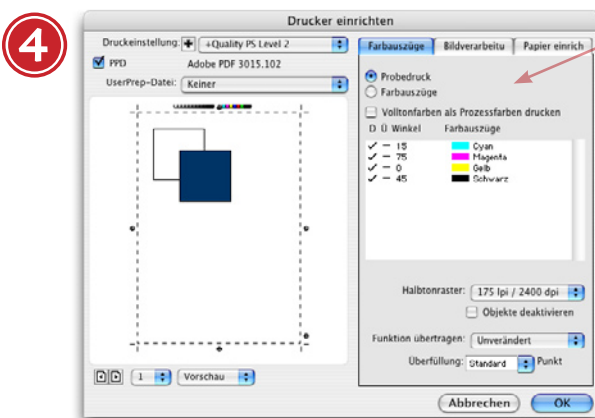 4
Drucker einrichten
Druckeinstellung: +Quality PS Level 2
PPD Adobe PDF 3015.102
UserPrep-Datei: Keiner
1 Vorschau
Farbauszüge Bildverarbeitu Papier einrich
Probedruck
Farbauszüge
Volltonfarben als Prozessfarben drucken
D Ü Winkel Farbauszüge
15 Cyan
75 Magenta
0 Gelb
45 Schwarz
Halbtonraster: 175 lpi / 2400 dpi
Objekte deaktivieren
Funktion übertragen: Unverändert
Überfüllung: Standard Punkt
Abbrechen OK